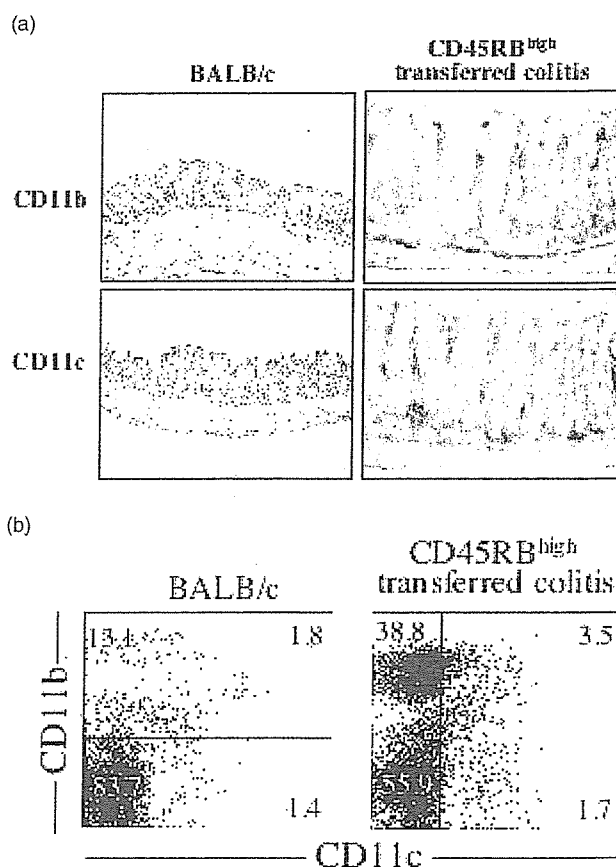 (a)
BALB/c
CD45RBhigh
transferred colitis
CD11b
CD11c
(b)
BALB/c
CD45RBhigh
transferred colitis
13.1 1.8
38.8 3.5
1.4
55.9 1.7
CD11b
CD11c